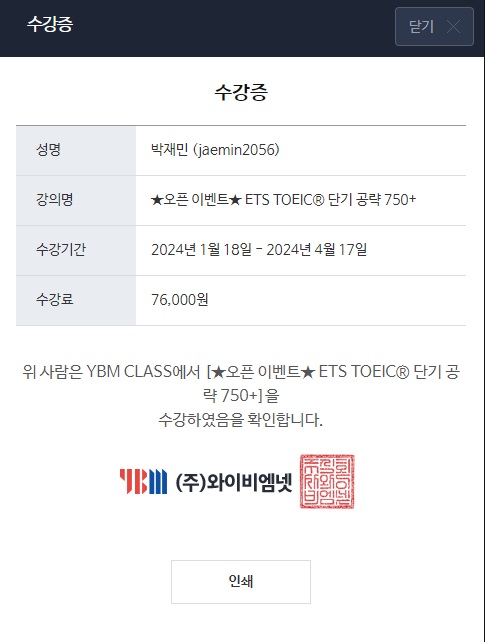 수강증
닫기
수강증
성명
박재민 (jaemin2056)
강의명
★오픈 이벤트★ ETS TOEIC® 단기 공략 750+
수강기간
2024년 1월 18일 - 2024년 4월 17일
수강료
76,000원
위 사람은 YBM CLASS에서 [★오픈 이벤트★ ETS TOEIC® 단기 공
략 750+]을
수강하였음을 확인합니다.
YBM (주)와이비엠넷
인쇄